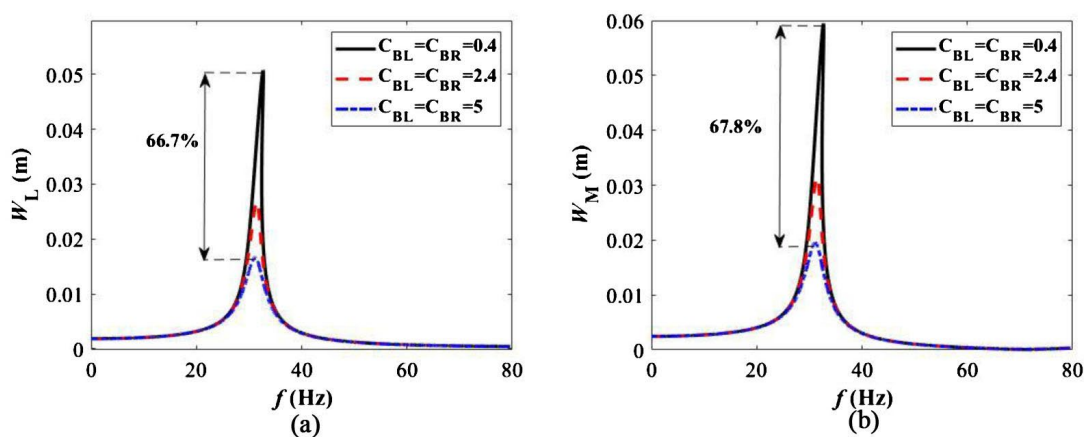 C_BL=C_BR=0.4
C_BL=C_BR=2.4
C_BL=C_BR=5
66.7%
0.05
0.04
0.03
0.02
0.01
0
W_L (m)
0 20 40 60 80
f (Hz)
(a)
C_BL=C_BR=0.4
C_BL=C_BR=2.4
C_BL=C_BR=5
67.8%
0.06
0.05
0.04
0.03
0.02
0.01
0
W_M (m)
0 20 40 60 80
f (Hz)
(b)